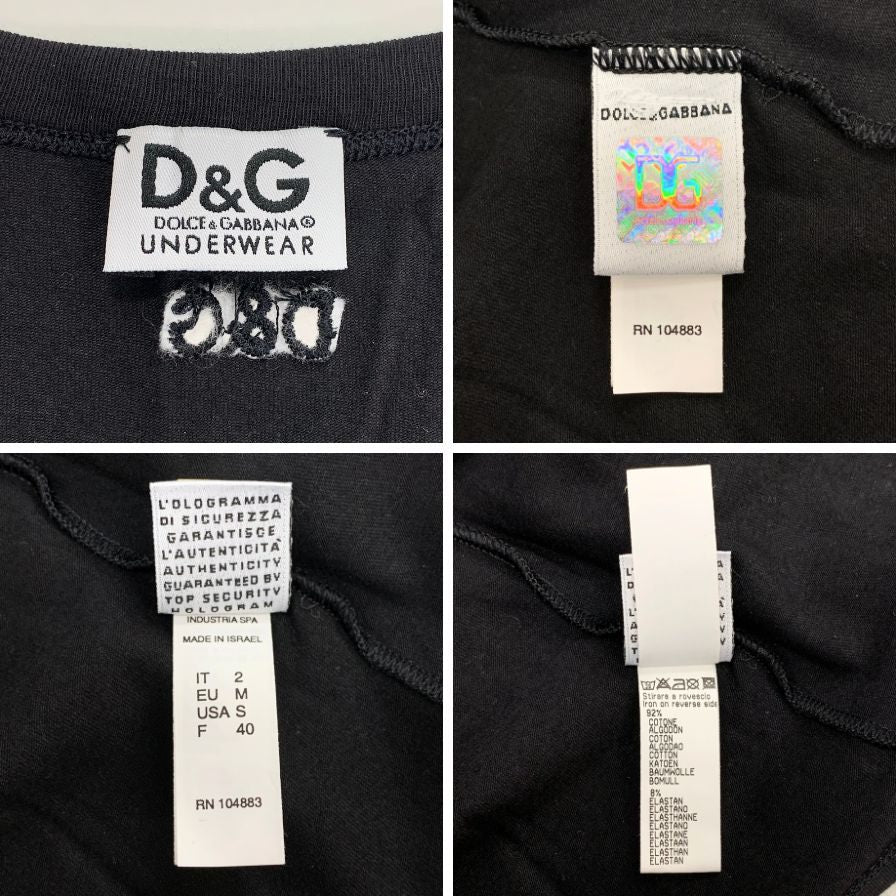 D&G
DOLCE & GABBANA®
UNDERWEAR
D&G
DOLCE & GABBANA
DG
RN 104883
L'OLOGRAMMA
DI SICUREZZA
GARANTISCE
L'AUTENTICITÀ
AUTHENTICITY
GUARANTEED BY
TOP SECURITY
HOLOGRAM
INDUSTRIA SPA
MADE IN ISRAEL
IT 2
EU M
USA S
F 40
RN 104883
Stirare a rovescio
Iron on reverse side
92%
COTONE
ALGODON
COTON
ALGODAO
COTTON
KATOEN
BAUMWOLLE
BOMULL
8%
ELASTAN
ELASTANO
ELASTHANNE
ELASTANO
ELASTANE
ELASTAAN
ELASTHAN
ELASTAN